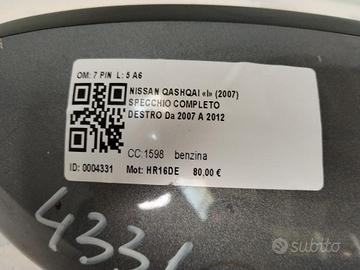 OM: 7 PIN L: 5 A6
NISSAN QASHQAI «I» (2007)
SPECCHIO COMPLETO
DESTRO Da 2007 A 2012
CC:1598 benzina
ID: 0004331 Mot: HR16DE 80,00 €
4331
subito